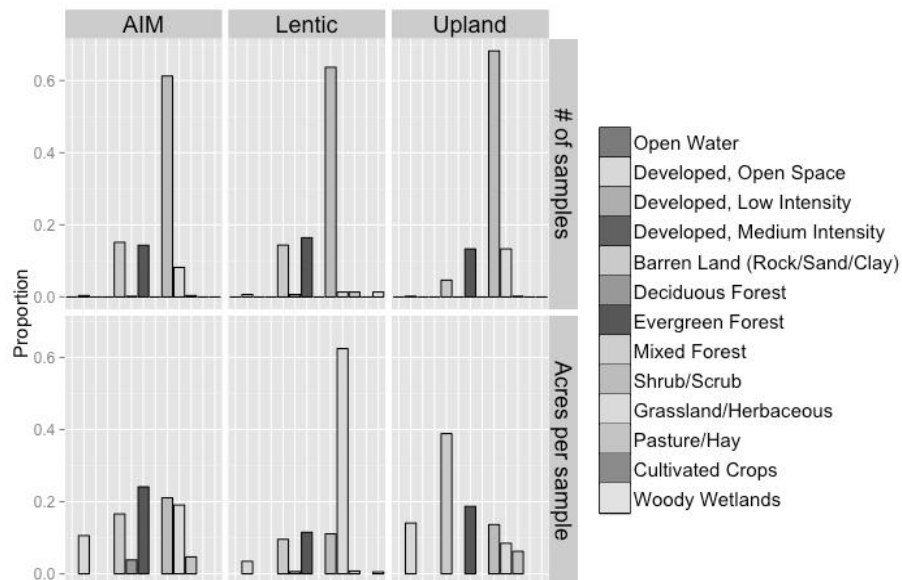 AIM
Lentic
Upland
0.6
0.4
0.2
0.0
# of samples
Proportion
0.6
0.4
0.2
0.0
Acres per sample
Open Water
Developed, Open Space
Developed, Low Intensity
Developed, Medium Intensity
Barren Land (Rock/Sand/Clay)
Deciduous Forest
Evergreen Forest
Mixed Forest
Shrub/Scrub
Grassland/Herbaceous
Pasture/Hay
Cultivated Crops
Woody Wetlands